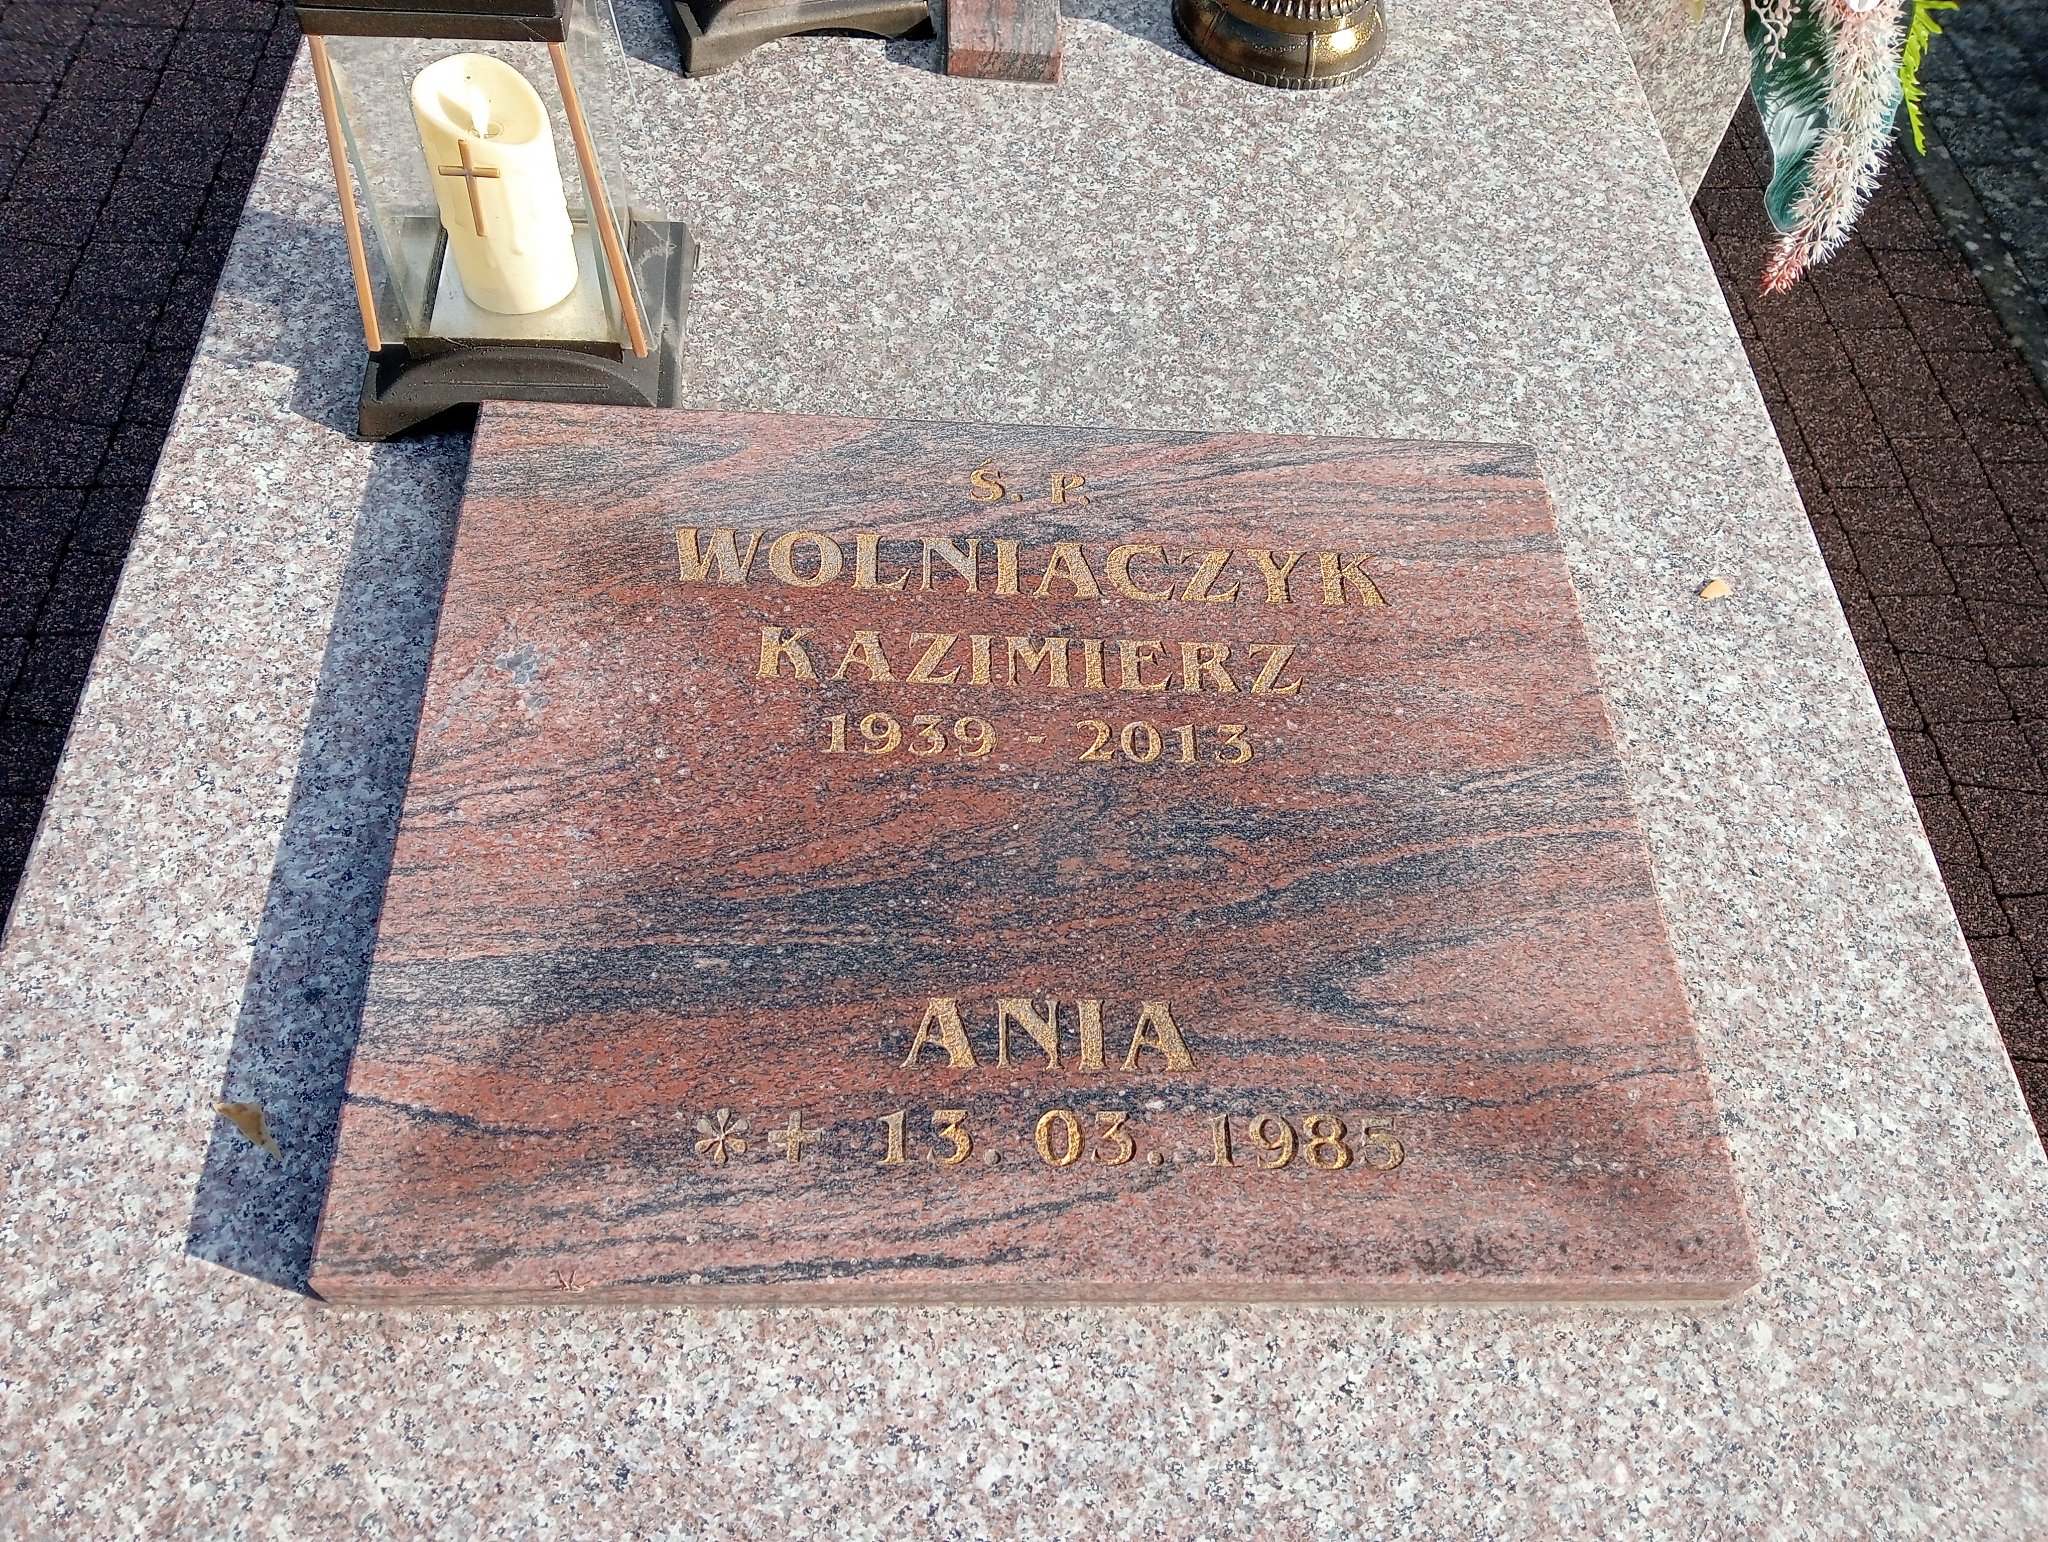 Ś. P.
WOLNIACZYK
KAZIMIERZ
1939 - 2013
ANIA
*+ 13. 03. 1985